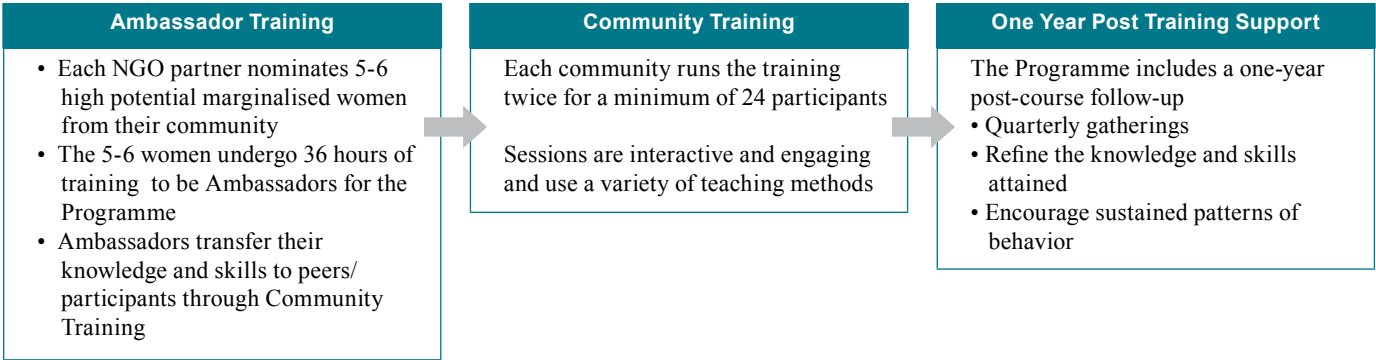 Ambassador Training
• Each NGO partner nominates 5-6
high potential marginalised women
from their community
• The 5-6 women undergo 36 hours of
training to be Ambassadors for the
Programme
• Ambassadors transfer their
knowledge and skills to peers/
participants through Community
Training
Community Training
Each community runs the training
twice for a minimum of 24 participants
Sessions are interactive and engaging
and use a variety of teaching methods
One Year Post Training Support
The Programme includes a one-year
post-course follow-up
• Quarterly gatherings
• Refine the knowledge and skills
attained
• Encourage sustained patterns of
behavior